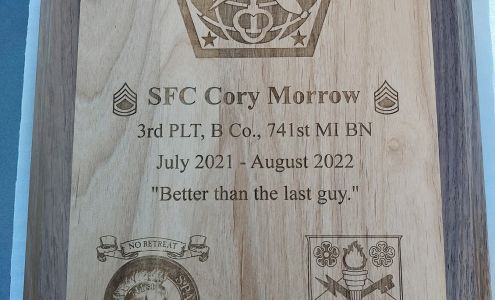 SFC Cory Morrow
3rd PLT, B Co., 741st MI BN
July 2021 - August 2022
"Better than the last guy."
NO RETREAT